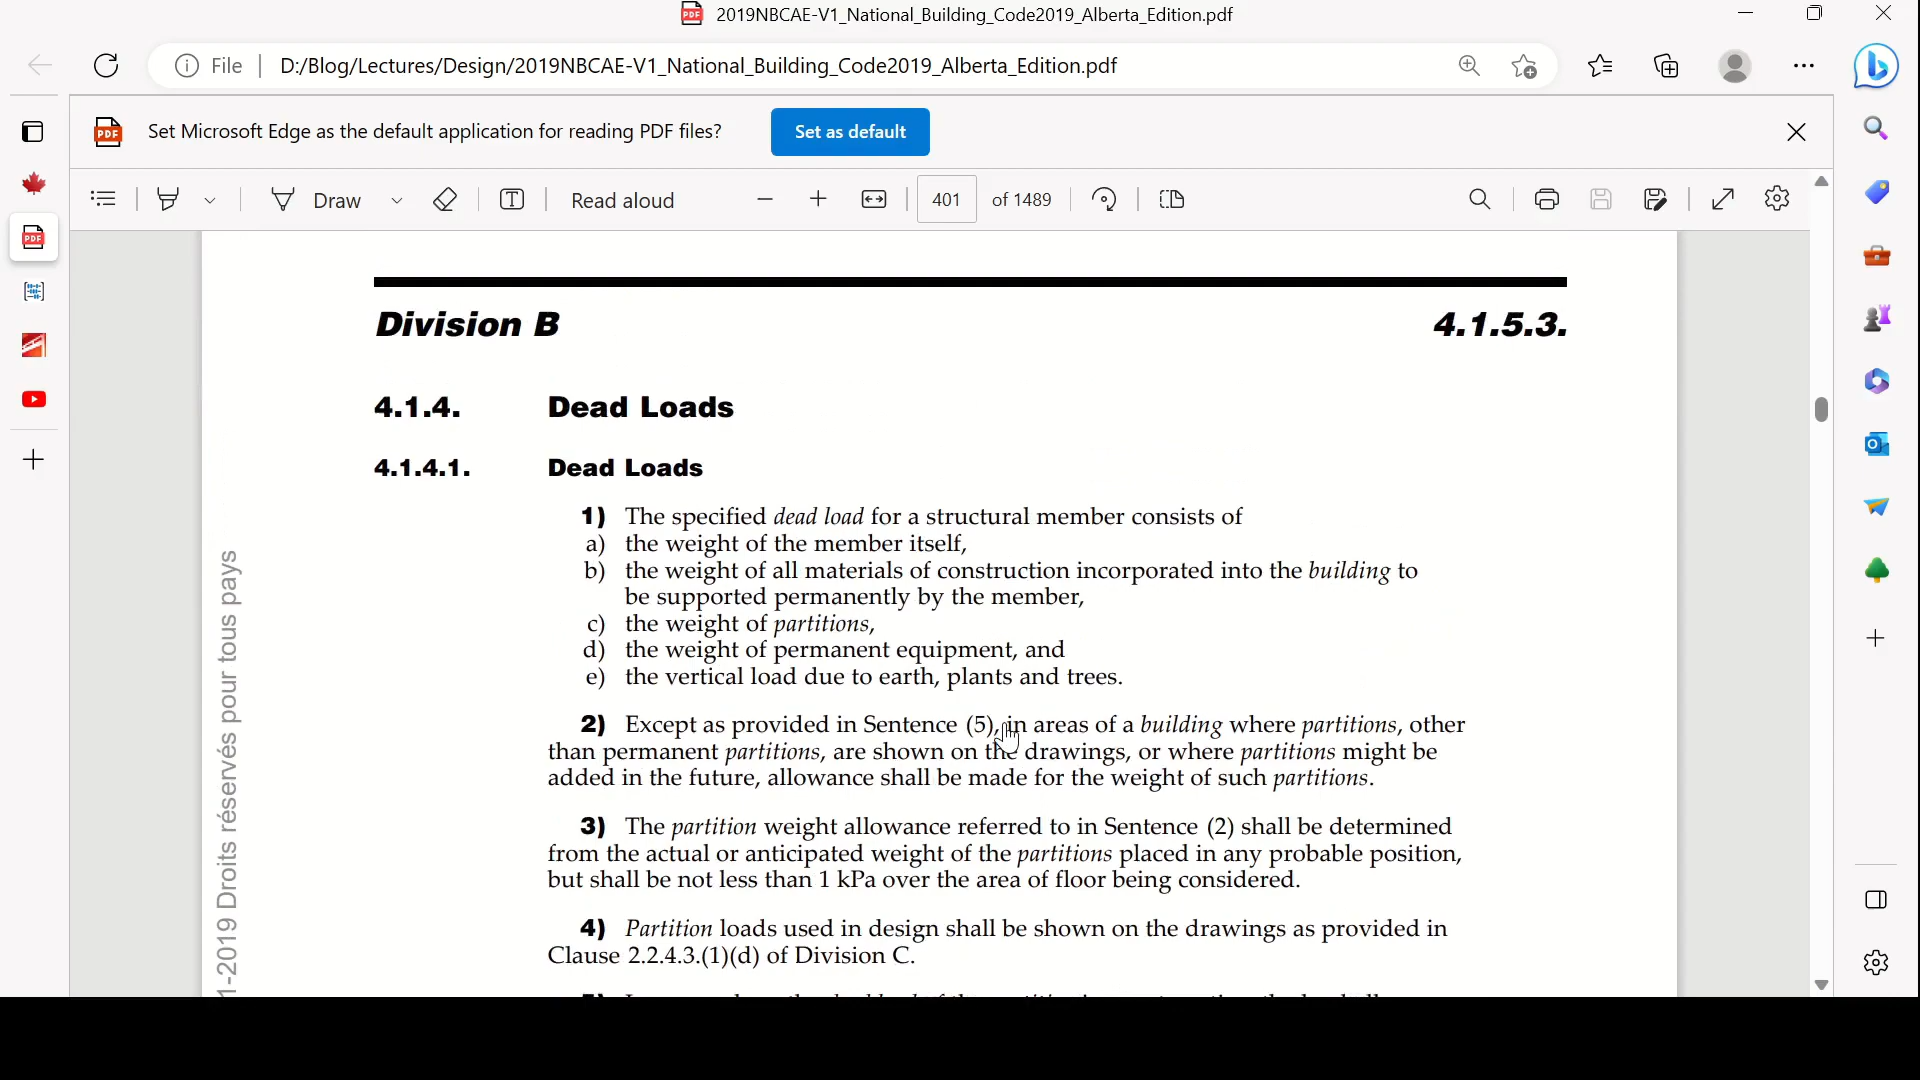 2019NBCAE-V1_National_Building_Code2019_Alberta_Edition.pdf
File
D:/Blog/Lectures/Design/2019NBCAE-V1_National_Building_Code2019_Alberta_Edition.pdf
PDF Set Microsoft Edge as the default application for reading PDF files? Set as default
Draw Read aloud 401 of 1489
Division B 4.1.5.3.
4.1.4. Dead Loads
4.1.4.1. Dead Loads
1) The specified dead load for a structural member consists of
a) the weight of the member itself,
b) the weight of all materials of construction incorporated into the building to
be supported permanently by the member,
c) the weight of partitions,
d) the weight of permanent equipment, and
e) the vertical load due to earth, plants and trees.
2) Except as provided in Sentence (5), in areas of a building where partitions, other
than permanent partitions, are shown on the drawings, or where partitions might be
added in the future, allowance shall be made for the weight of such partitions.
3) The partition weight allowance referred to in Sentence (2) shall be determined
from the actual or anticipated weight of the partitions placed in any probable position,
but shall be not less than 1 kPa over the area of floor being considered.
4) Partition loads used in design shall be shown on the drawings as provided in
Clause 2.2.4.3.(1)(d) of Division C.
1-2019 Droits réservés pour tous pays